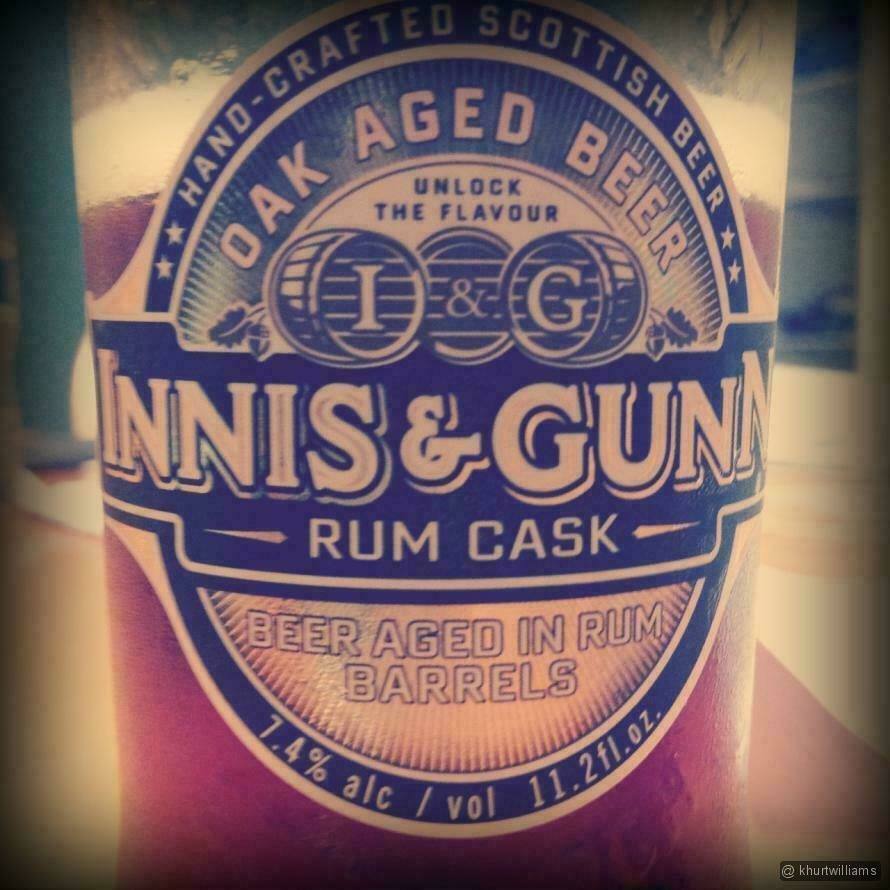 HAND-CRAFTED SCOTTISH BEER
OAK AGED BEER
UNLOCK
THE FLAVOUR
I & G
INNIS & GUNN
RUM CASK
BEER AGED IN RUM
BARRELS
7.4% alc / vol 11.2fl.oz.
@ khurtwilliams